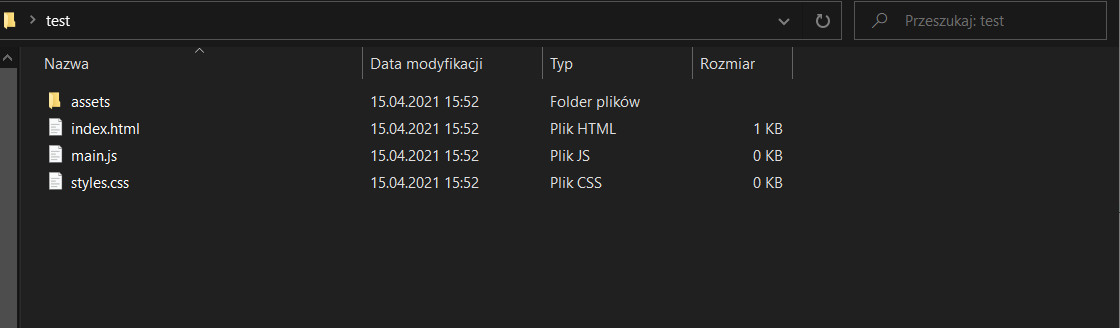 test
Przeszukaj: test
Nazwa Data modyfikacji Typ Rozmiar
assets 15.04.2021 15:52 Folder plików
index.html 15.04.2021 15:52 Plik HTML 1 KB
main.js 15.04.2021 15:52 Plik JS 0 KB
styles.css 15.04.2021 15:52 Plik CSS 0 KB